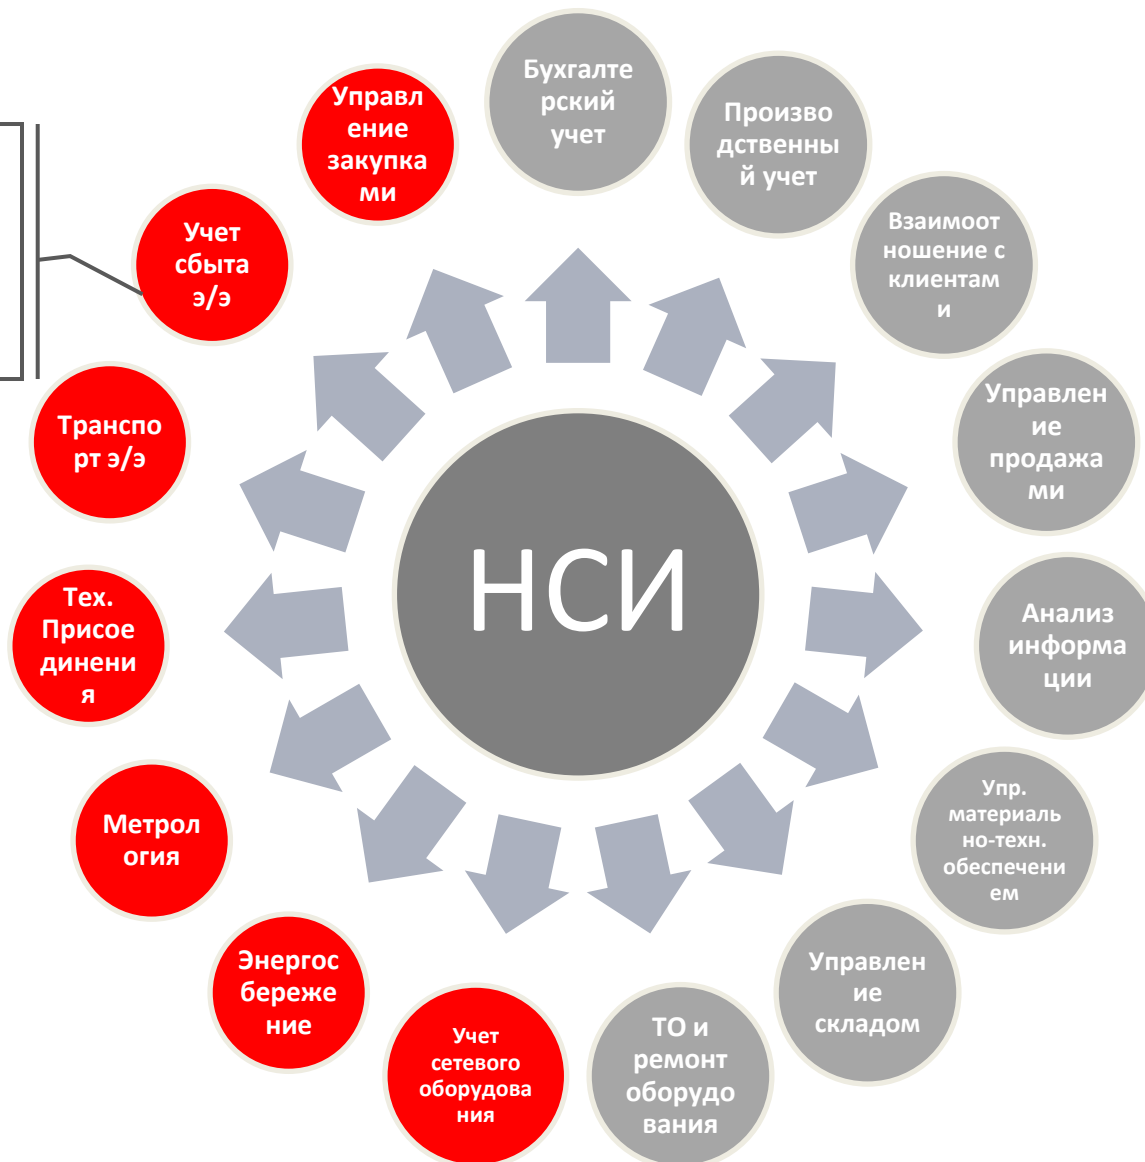 Бухгалте
рский
учет
Произво
дственны
й учет
Взаимоот
ношение с
клиентам
и
Управлен
ие
продажа
ми
Анализ
информа
ции
Упр.
материаль
но-техн.
обеспечени
ем
Управлен
ие
складом
ТО и
ремонт
оборудо
вания
Учет
сетевого
оборудова
ния
Энергос
береже
ние
Метрол
огия
Тех.
Присое
динени
я
Транспо
рт э/э
Учет
сбыта
э/э
Управл
ение
закупка
ми
НСИ